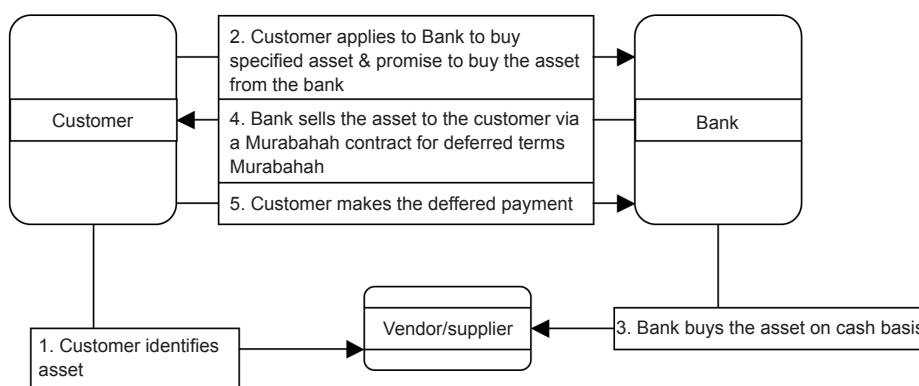 2. Customer applies to Bank to buy
specified asset & promise to buy the asset
from the bank
Customer
4. Bank sells the asset to the customer via
a Murabahah contract for deferred terms
Murabahah
Bank
5. Customer makes the deffered payment
Vendor/supplier
3. Bank buys the asset on cash basis
1. Customer identifies
asset